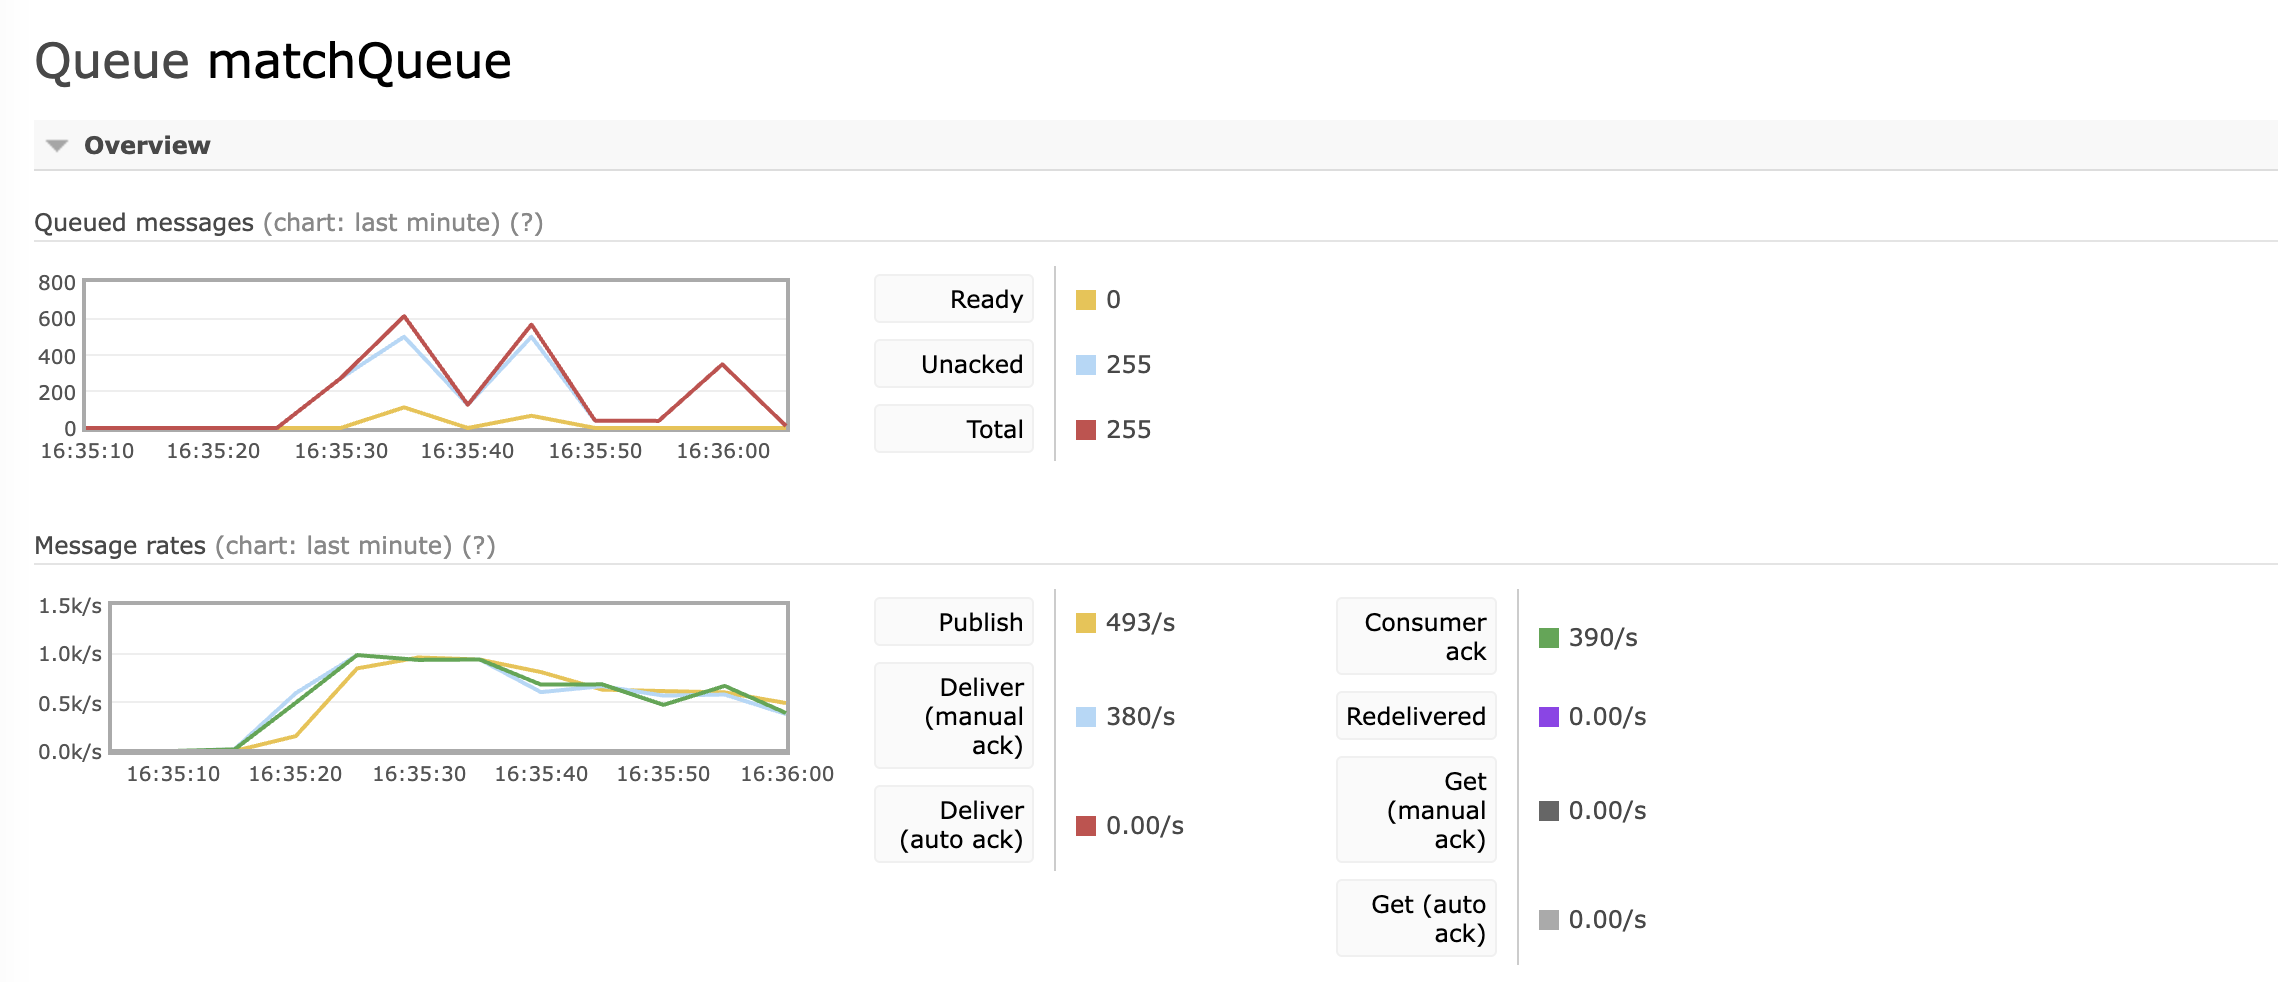 Queue matchQueue
Overview
Queued messages (chart: last minute) (?)
800
600
400
200
0
16:35:10 16:35:20 16:35:30 16:35:40 16:35:50 16:36:00
Ready 0
Unacked 255
Total 255
Message rates (chart: last minute) (?)
1.5k/s
1.0k/s
0.5k/s
0.0k/s
16:35:10 16:35:20 16:35:30 16:35:40 16:35:50 16:36:00
Publish 493/s
Deliver
(manual 380/s
ack)
Deliver
(auto ack) 0.00/s
Consumer
ack 390/s
Redelivered 0.00/s
Get
(manual 0.00/s
ack)
Get (auto
ack) 0.00/s